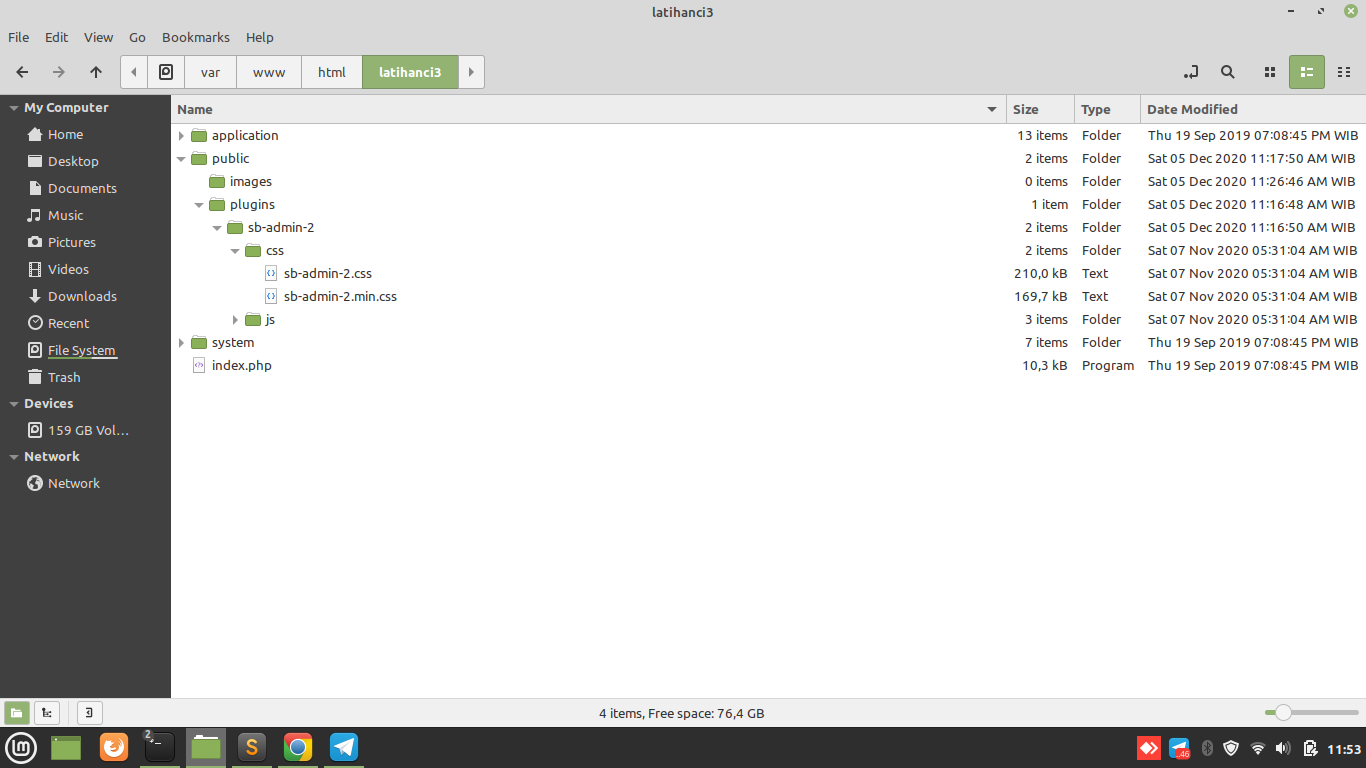 latihanci3
File Edit View Go Bookmarks Help
var www html latihanci3
My Computer
Home
Desktop
Documents
Music
Pictures
Videos
Downloads
Recent
File System
Trash
Devices
159 GB Vol...
Network
Network
Name Size Type Date Modified
application 13 items Folder Thu 19 Sep 2019 07:08:45 PM WIB
public 2 items Folder Sat 05 Dec 2020 11:17:50 AM WIB
images 0 items Folder Sat 05 Dec 2020 11:26:46 AM WIB
plugins 1 item Folder Sat 05 Dec 2020 11:16:48 AM WIB
sb-admin-2 2 items Folder Sat 05 Dec 2020 11:16:50 AM WIB
css 2 items Folder Sat 07 Nov 2020 05:31:04 AM WIB
sb-admin-2.css 210,0 kB Text Sat 07 Nov 2020 05:31:04 AM WIB
sb-admin-2.min.css 169,7 kB Text Sat 07 Nov 2020 05:31:04 AM WIB
js 3 items Folder Sat 07 Nov 2020 05:31:04 AM WIB
system 7 items Folder Thu 19 Sep 2019 07:08:45 PM WIB
index.php 10,3 kB Program Thu 19 Sep 2019 07:08:45 PM WIB
4 items, Free space: 76,4 GB
2 S .46 11:53